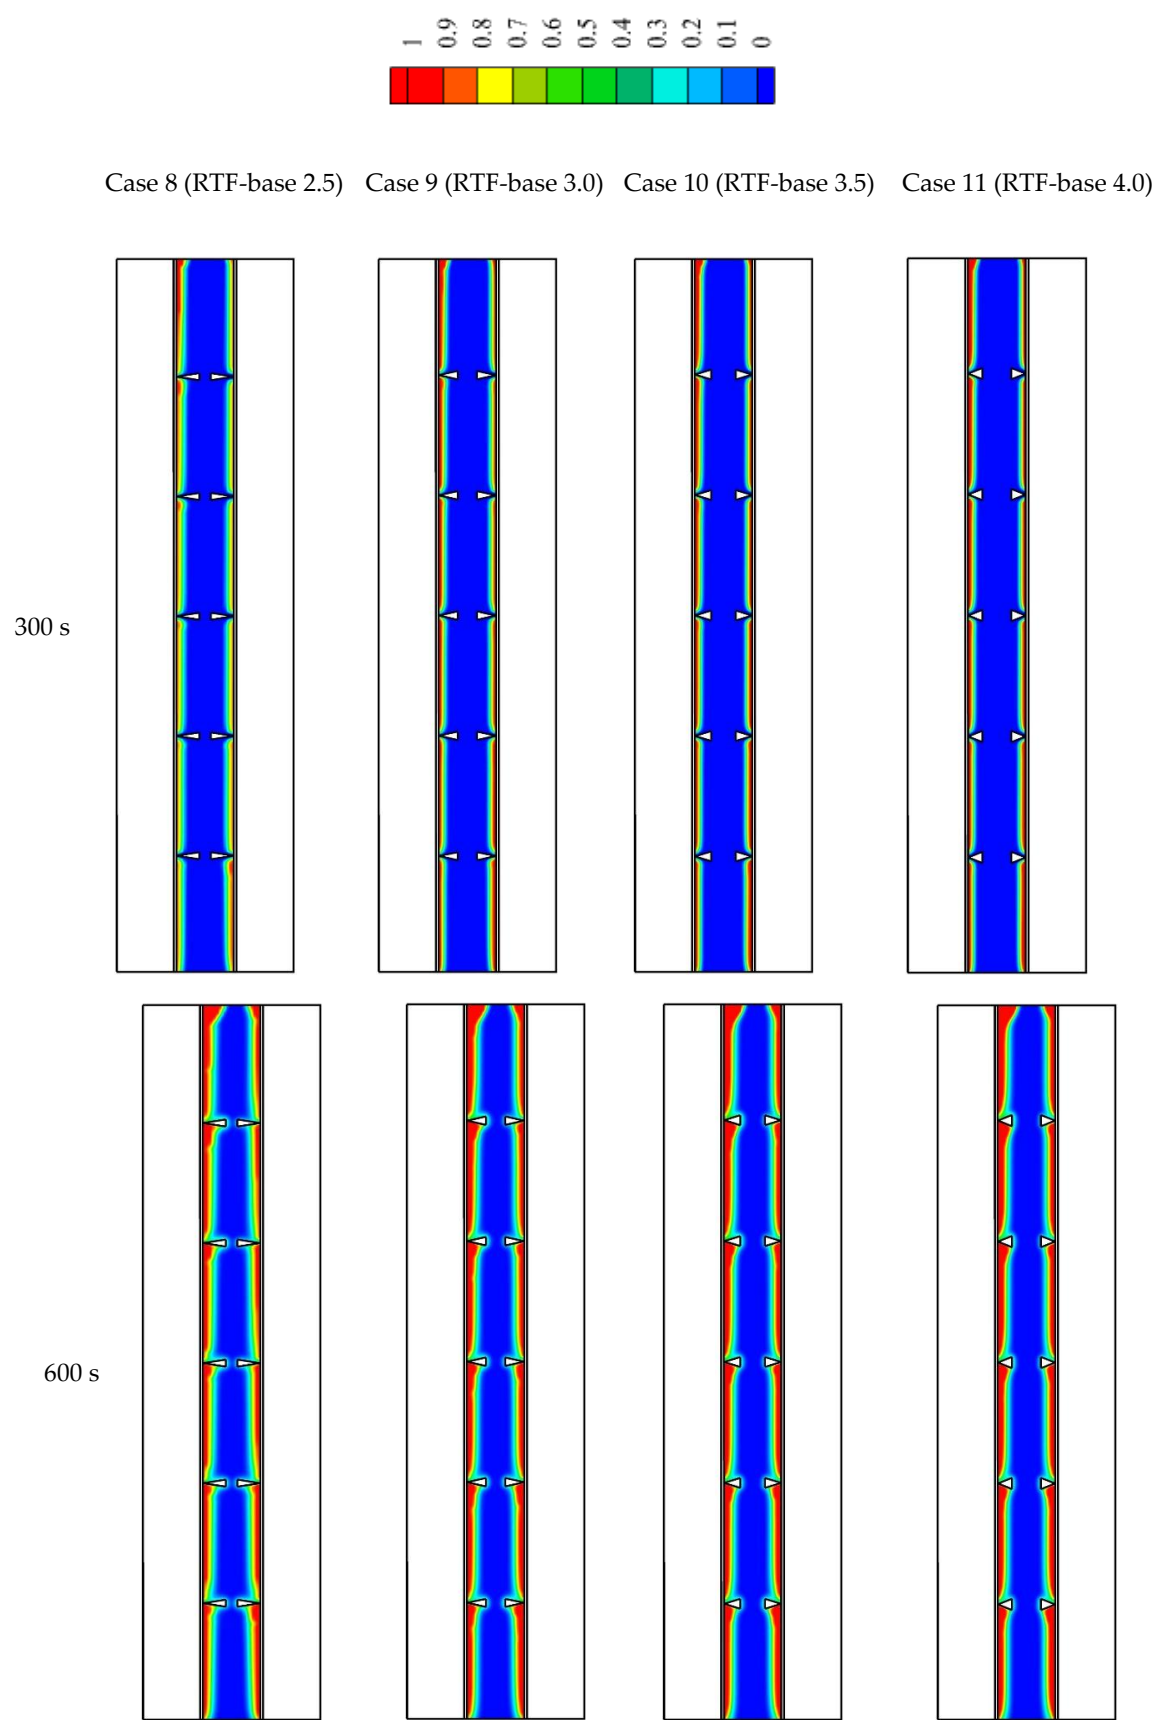 1 0.9 0.8 0.7 0.6 0.5 0.4 0.3 0.2 0.1 0
Case 8 (RTF-base 2.5) Case 9 (RTF-base 3.0) Case 10 (RTF-base 3.5) Case 11 (RTF-base 4.0)
300 s
600 s